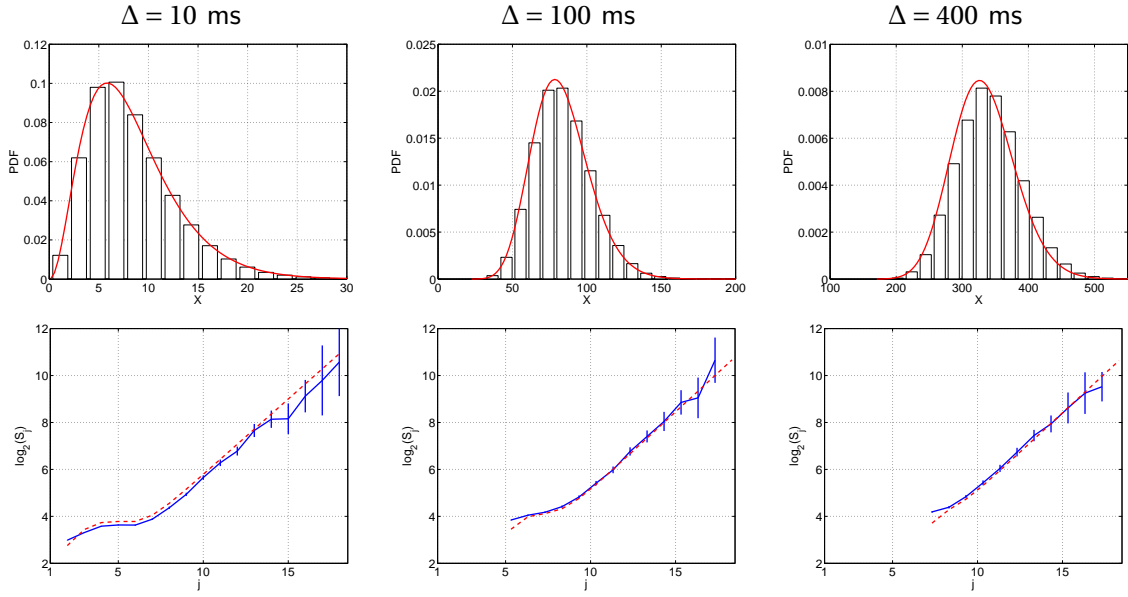 Δ = 10 ms
Δ = 100 ms
Δ = 400 ms
0.12
0.1
0.08
0.06
0.04
0.02
0
PDF
0 5 10 15 20 25 30
X
0.025
0.02
0.015
0.01
0.005
0
PDF
0 50 100 150 200
X
0.01
0.008
0.006
0.004
0.002
0
PDF
100 200 300 400 500
X
12
10
8
6
4
2
log2(Sj)
1 5 10 15
j
12
10
8
6
4
2
log2(Sj)
1 5 10 15
j
12
10
8
6
4
2
log2(Sj)
1 5 10 15
j